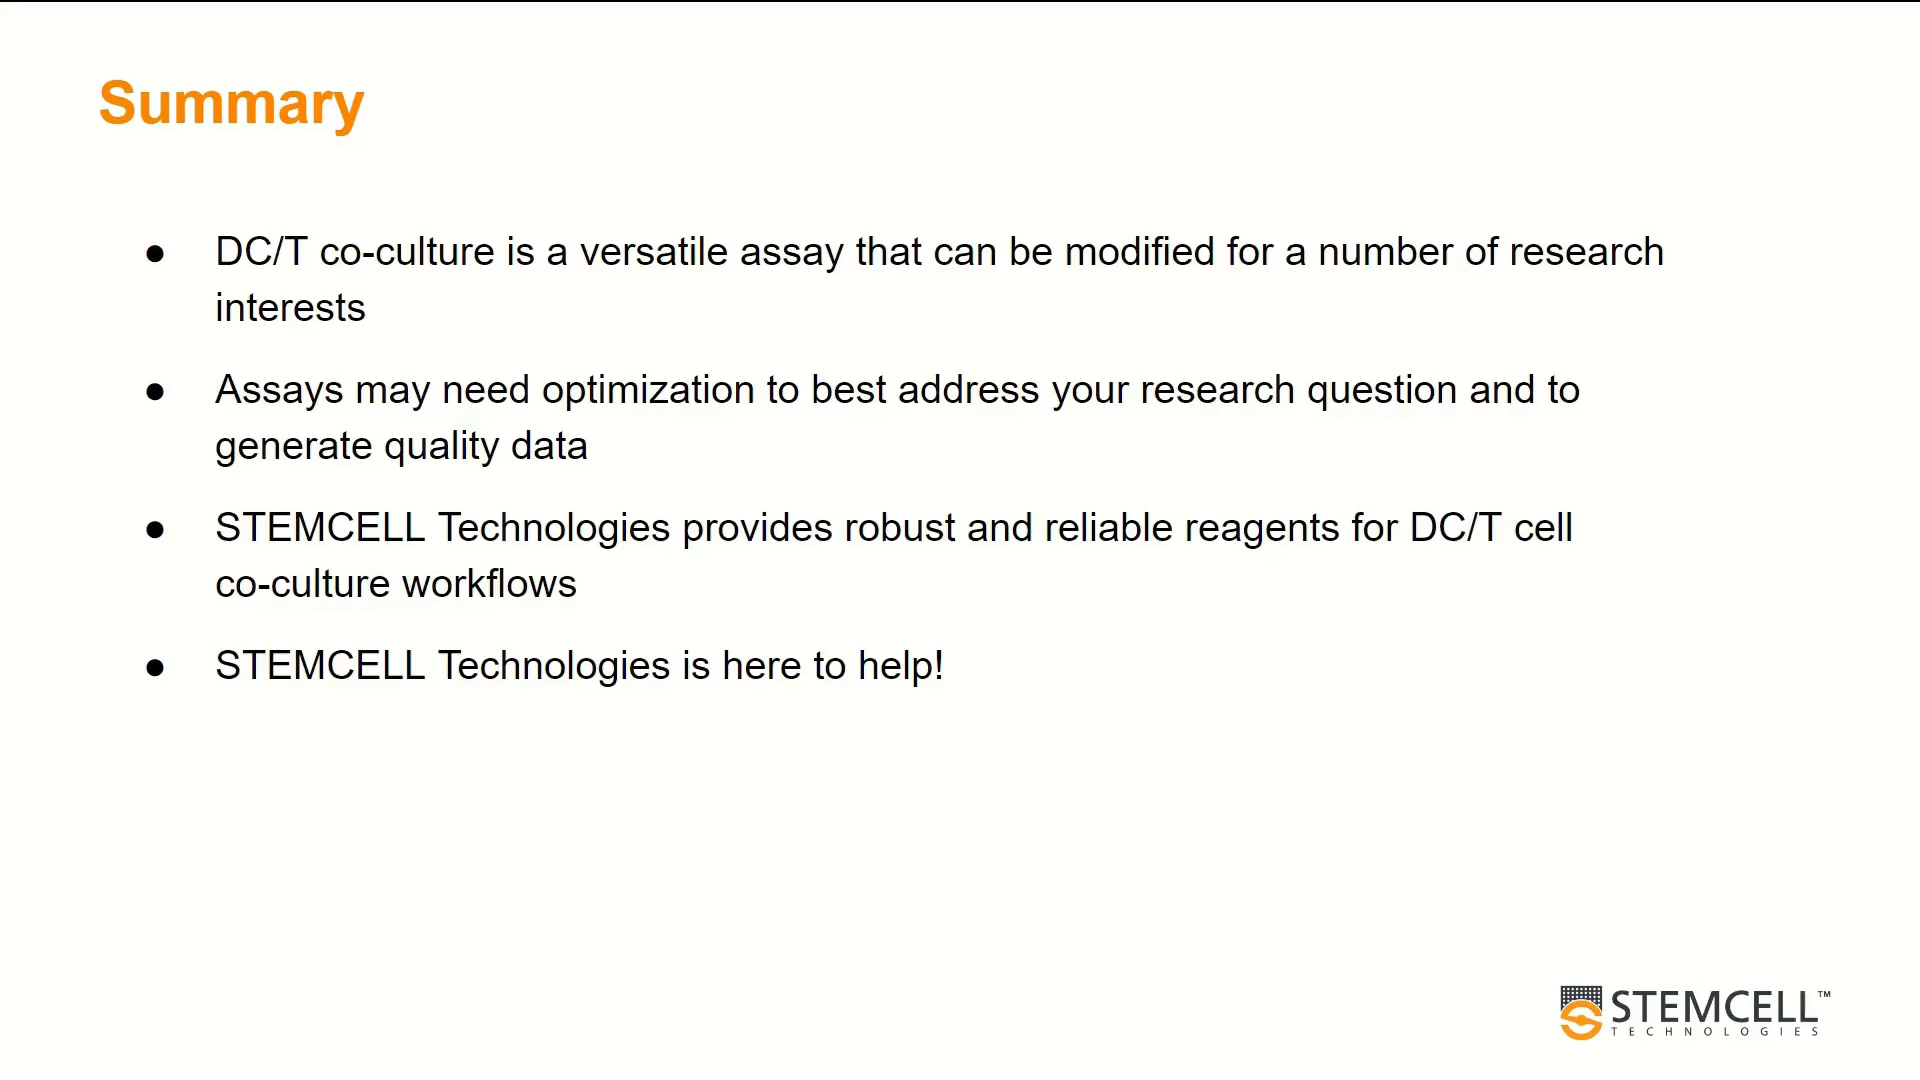 Summary
● DC/T co-culture is a versatile assay that can be modified for a number of research
interests
● Assays may need optimization to best address your research question and to
generate quality data
● STEMCELL Technologies provides robust and reliable reagents for DC/T cell
co-culture workflows
● STEMCELL Technologies is here to help!
STEMCELL™
TECHNOLOGIES